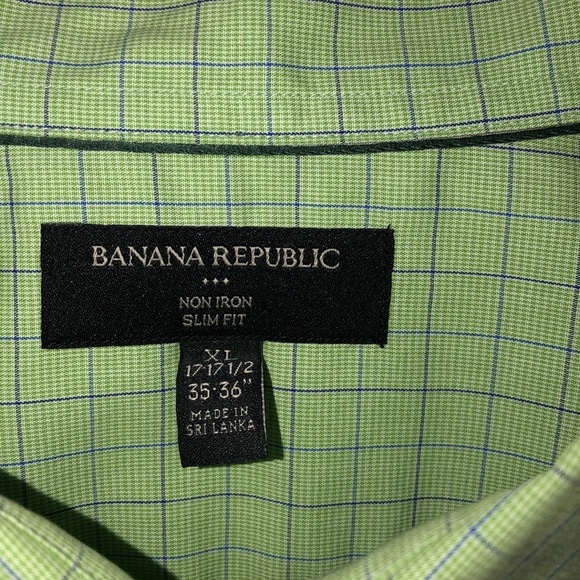 BANANA REPUBLIC
NON IRON
SLIM FIT
XL
17-17 1/2
35-36"
MADE IN
SRI LANKA